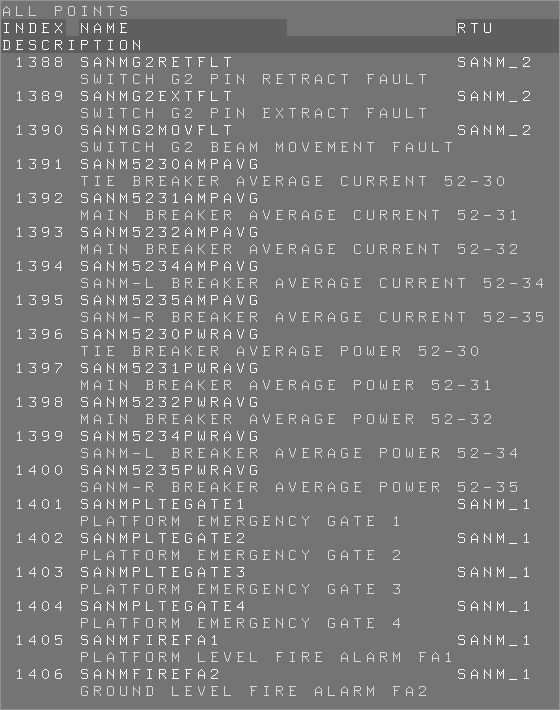 ALL POINTS
INDEX NAME RTU
DESCRIPTION
1388 SANMG2RETFLT SANM_2
SWITCH G2 PIN RETRACT FAULT
1389 SANMG2EXTFLT SANM_2
SWITCH G2 PIN EXTRACT FAULT
1390 SANMG2MOVFLT SANM_2
SWITCH G2 BEAM MOVEMENT FAULT
1391 SANM5230AMPAVG
TIE BREAKER AVERAGE CURRENT 52-30
1392 SANM5231AMPAVG
MAIN BREAKER AVERAGE CURRENT 52-31
1393 SANM5232AMPAVG
MAIN BREAKER AVERAGE CURRENT 52-32
1394 SANM5234AMPAVG
SANM-L BREAKER AVERAGE CURRENT 52-34
1395 SANM5235AMPAVG
SANM-R BREAKER AVERAGE CURRENT 52-35
1396 SANM5230PWRAVG
TIE BREAKER AVERAGE POWER 52-30
1397 SANM5231PWRAVG
MAIN BREAKER AVERAGE POWER 52-31
1398 SANM5232PWRAVG
MAIN BREAKER AVERAGE POWER 52-32
1399 SANM5234PWRAVG
SANM-L BREAKER AVERAGE POWER 52-34
1400 SANM5235PWRAVG
SANM-R BREAKER AVERAGE POWER 52-35
1401 SANMPLTEGATE1 SANM_1
PLATFORM EMERGENCY GATE 1
1402 SANMPLTEGATE2 SANM_1
PLATFORM EMERGENCY GATE 2
1403 SANMPLTEGATE3 SANM_1
PLATFORM EMERGENCY GATE 3
1404 SANMPLTEGATE4 SANM_1
PLATFORM EMERGENCY GATE 4
1405 SANMFIREFA1 SANM_1
PLATFORM LEVEL FIRE ALARM FA1
1406 SANMFIREFA2 SANM_1
GROUND LEVEL FIRE ALARM FA2